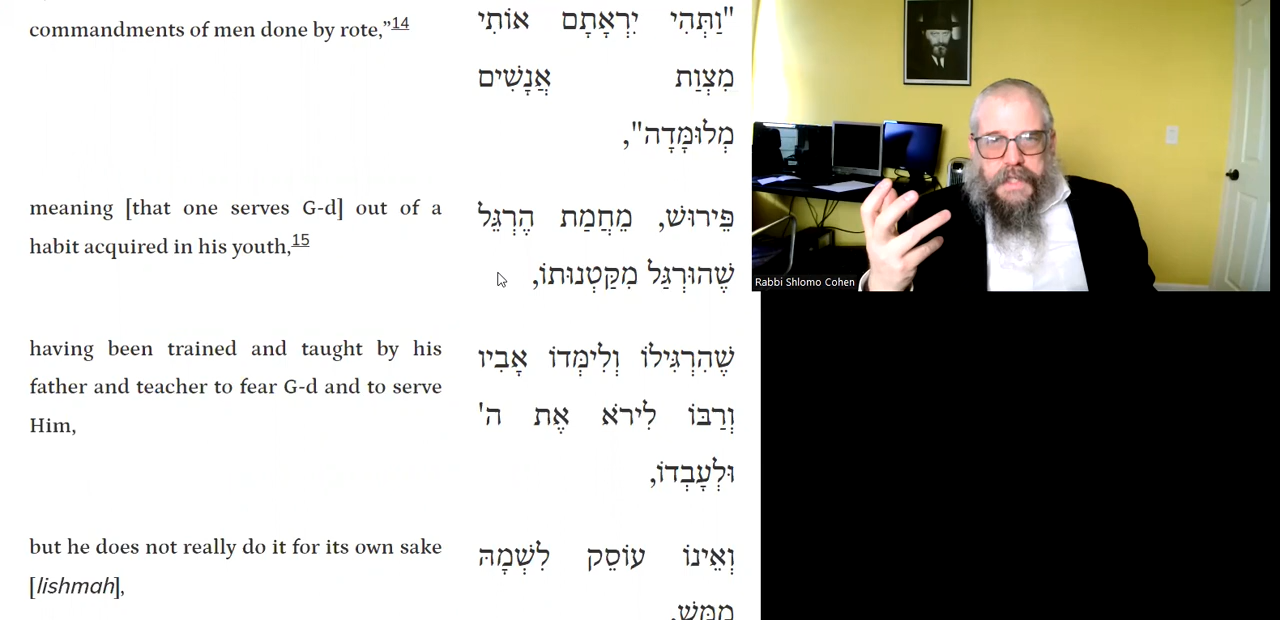 commandments of men done by rote,”14
"וַתְּהִי יִרְאָתָם אוֹתִי
מִצְוַת אֲנָשִׁים
מְלוּמָּדָה",
meaning [that one serves G-d] out of a
habit acquired in his youth,15
פֵּירוּשׁ, מֵחֲמַת הֶרְגֵּל
שֶׁהוּרְגַּל מִקַּטְנוּתוֹ,
having been trained and taught by his
father and teacher to fear G-d and to serve
Him,
שֶׁהִרְגִּילוֹ וְלִימְּדוֹ אָבִיו
וְרַבּוֹ לִירֹא אֶת ה'
וּלְעָבְדוֹ,
but he does not really do it for its own sake
[lishmah],
וְאֵינוֹ עוֹסֵק לִשְׁמָהּ
מַמָּשׁ.
Rabbi Shlomo Cohen